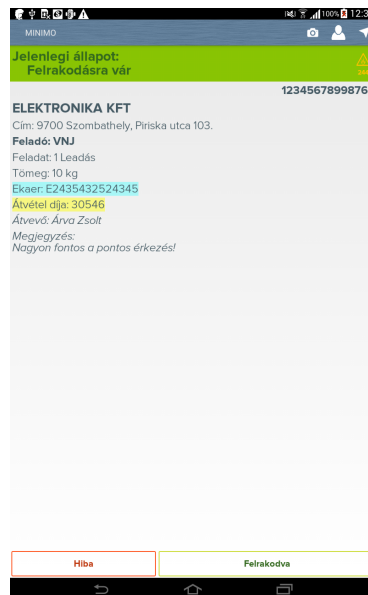 100%
12:3
MINIMO
Jelenlegi állapot:
Felrakodásra vár
1234567899876
ELEKTRONIKA KFT
Cím: 9700 Szombathely, Piriska utca 103.
Feladó: VNJ
Feladat: 1 Leadás
Tömeg: 10 kg
Ekaer: E2435432524345
Átvétel díja: 30546
Átvevő: Árva Zsolt
Megjegyzés:
Nagyon fontos a pontos érkezés!
Hiba
Felrakodva